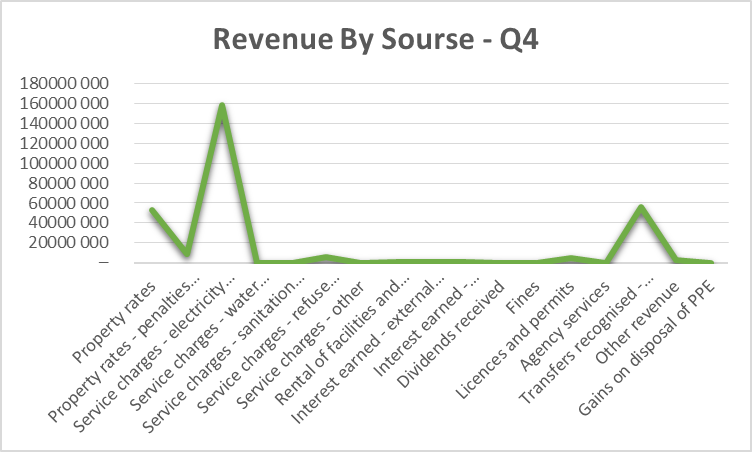 Revenue By Sourse - Q4
180000 000
160000 000
140000 000
120000 000
100000 000
80000 000
60000 000
40000 000
20000 000
–
Property rates
Property rates - penalties…
Service charges - electricity…
Service charges - water…
Service charges - sanitation…
Service charges - refuse…
Service charges - other
Rental of facilities and…
Interest earned - external…
Interest earned -…
Dividends received
Fines
Licences and permits
Agency services
Transfers recognised -…
Other revenue
Gains on disposal of PPE